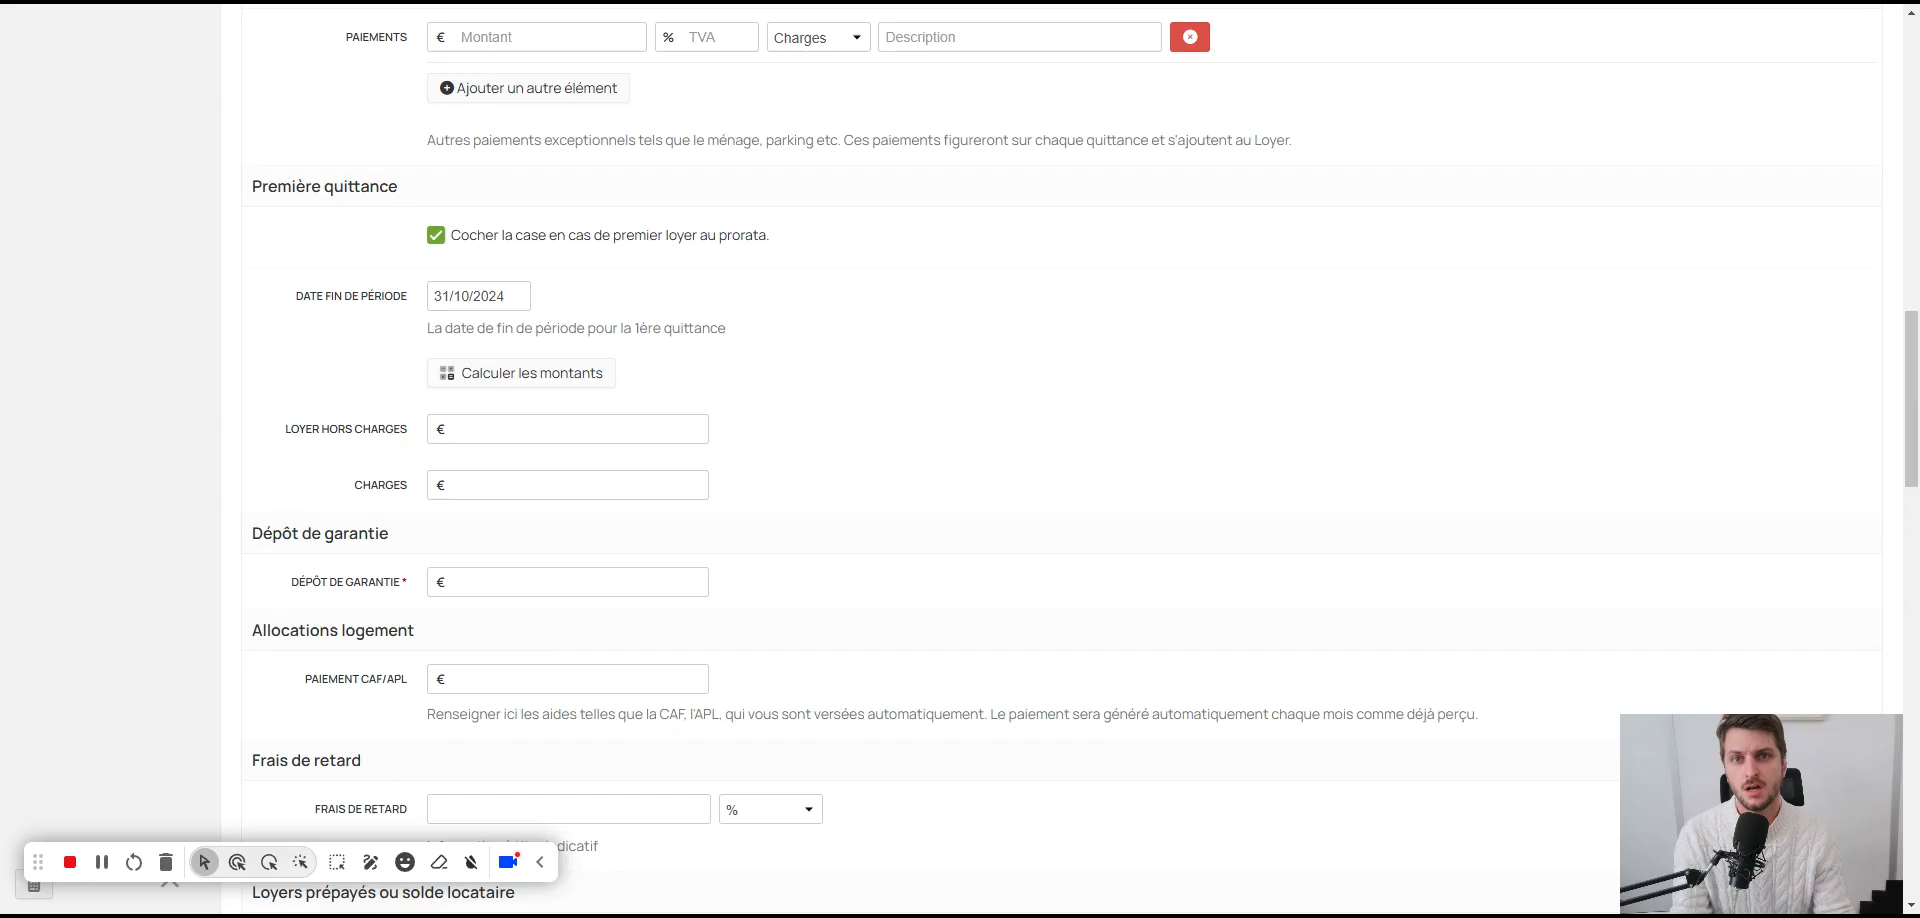 PAIEMENTS € Montant % TVA Charges Description
Ajouter un autre élément
Autres paiements exceptionnels tels que le ménage, parking etc. Ces paiements figureront sur chaque quittance et s'ajoutent au Loyer.
Première quittance
Cocher la case en cas de premier loyer au prorata.
DATE FIN DE PÉRIODE 31/10/2024
La date de fin de période pour la 1ère quittance
Calculer les montants
LOYER HORS CHARGES €
CHARGES €
Dépôt de garantie
DÉPÔT DE GARANTIE * €
Allocations logement
PAIEMENT CAF/APL €
Renseigner ici les aides telles que la CAF, l'APL, qui vous sont versées automatiquement. Le paiement sera généré automatiquement chaque mois comme déjà perçu.
Frais de retard
FRAIS DE RETARD %
dicatif
Loyers prépayés ou solde locataire